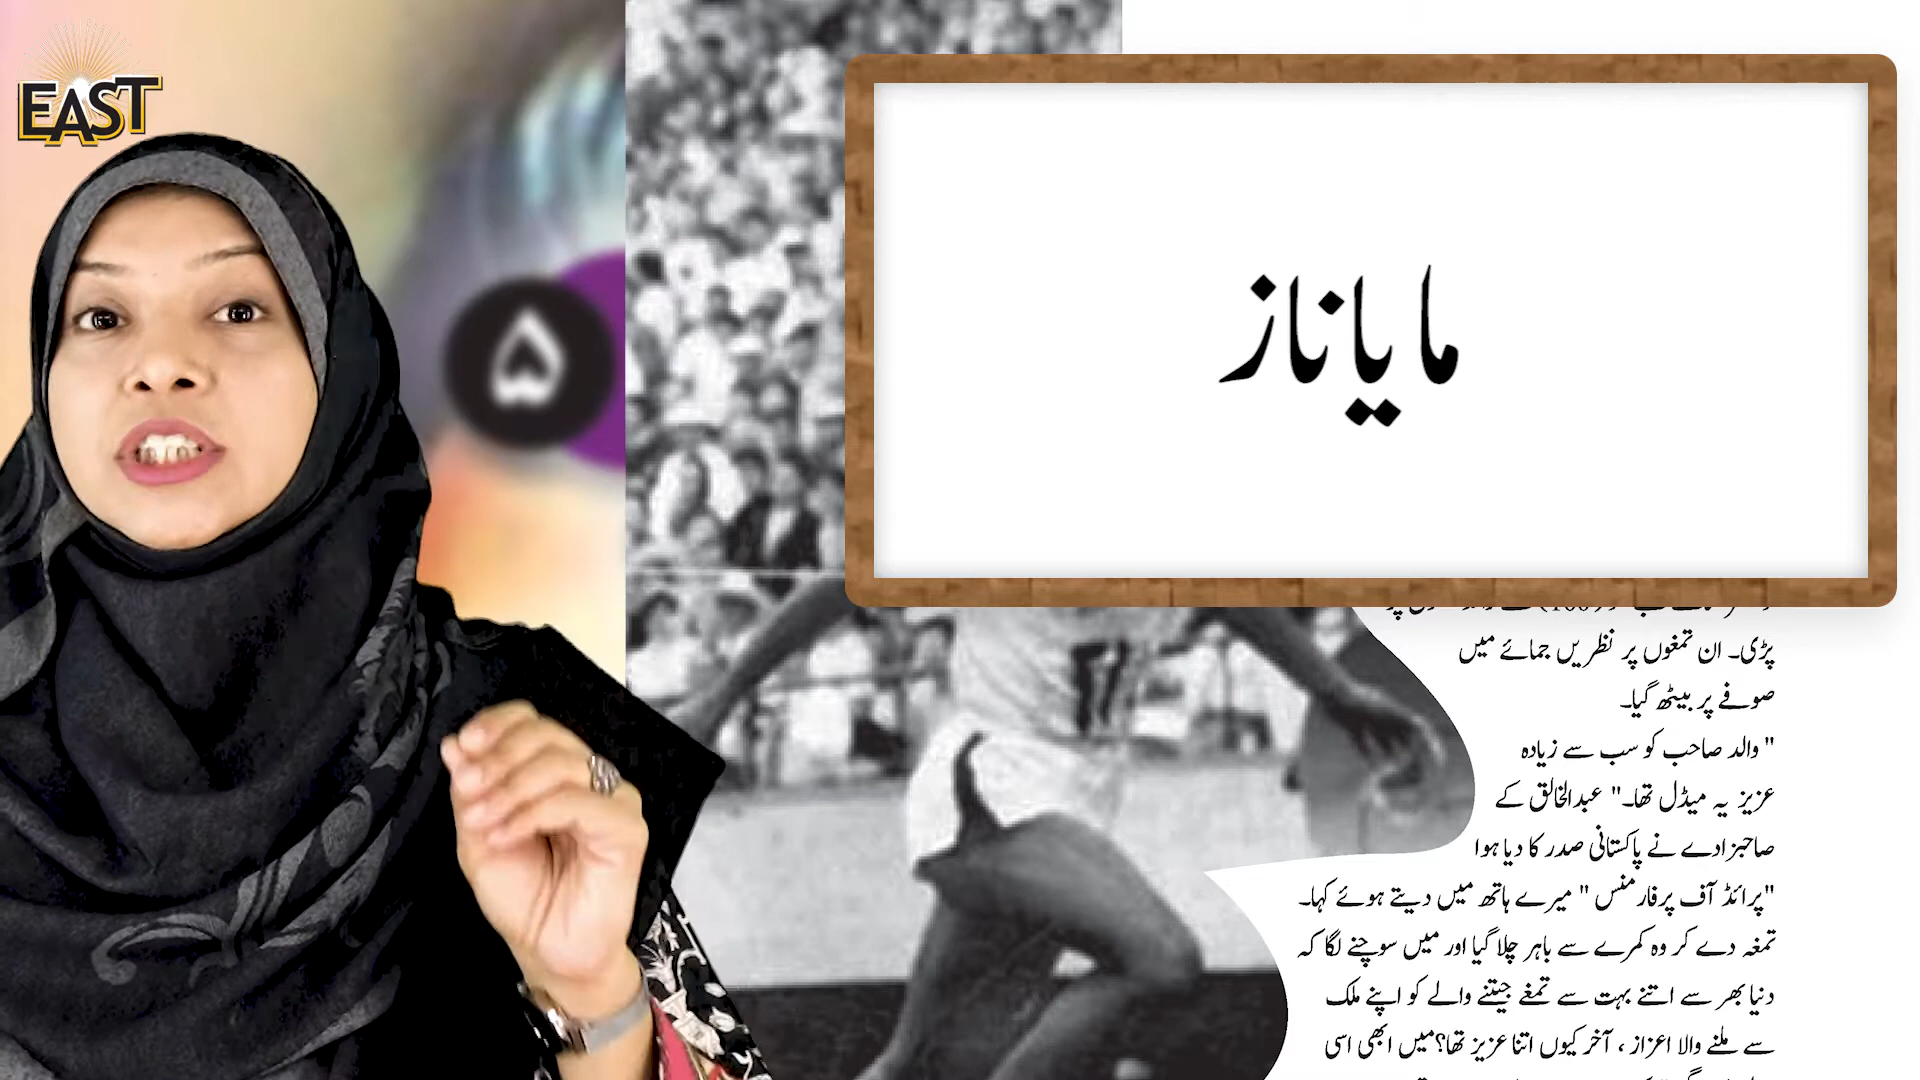 EAST
۵
مایاناز
پڑی۔ ان تمغوں پر نظریں جمائے میں
صوفے پر بیٹھ گیا۔
" والد صاحب کو سب سے زیادہ
عزیز یہ میڈل تھا۔" عبدالخالق کے
صاحبزادے نے پاکستانی صدر کا دیا ہوا
"پرائڈ آف پرفارمنس" میرے ہاتھ میں دیتے ہوئے کہا۔
تمغہ دے کر وہ کمرے سے باہر چلا گیا اور میں سوچنے لگا کہ
دنیا بھر سے اتنے بہت سے تمغے جیتنے والے کو اپنے ملک
سے ملنے والا اعزاز ، آخر کیوں اتنا عزیز تھا؟ میں ابھی اسی